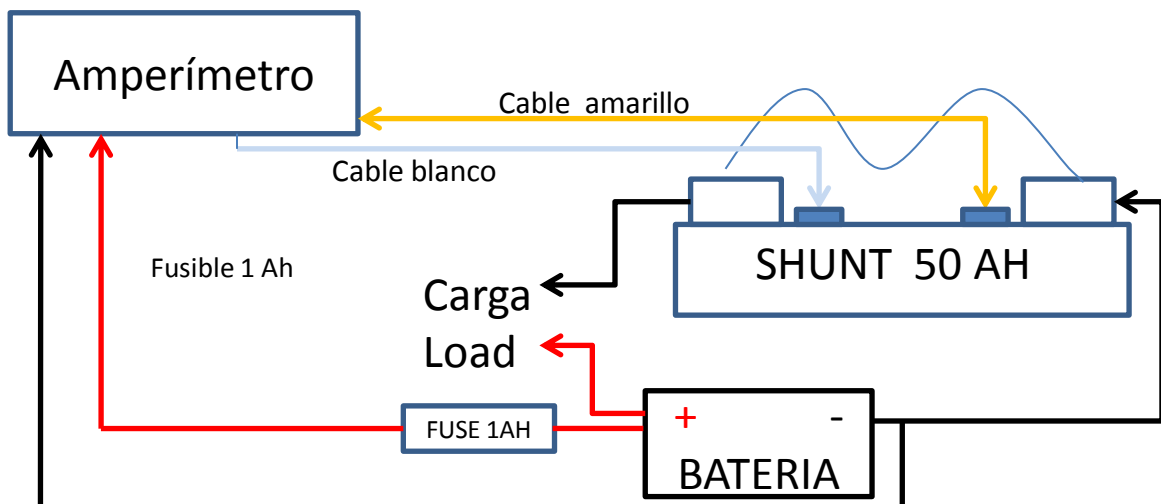 Amperímetro
Cable amarillo
Cable blanco
Fusible 1 Ah
SHUNT 50 AH
Carga
Load
FUSE 1AH
+ -
BATERIA